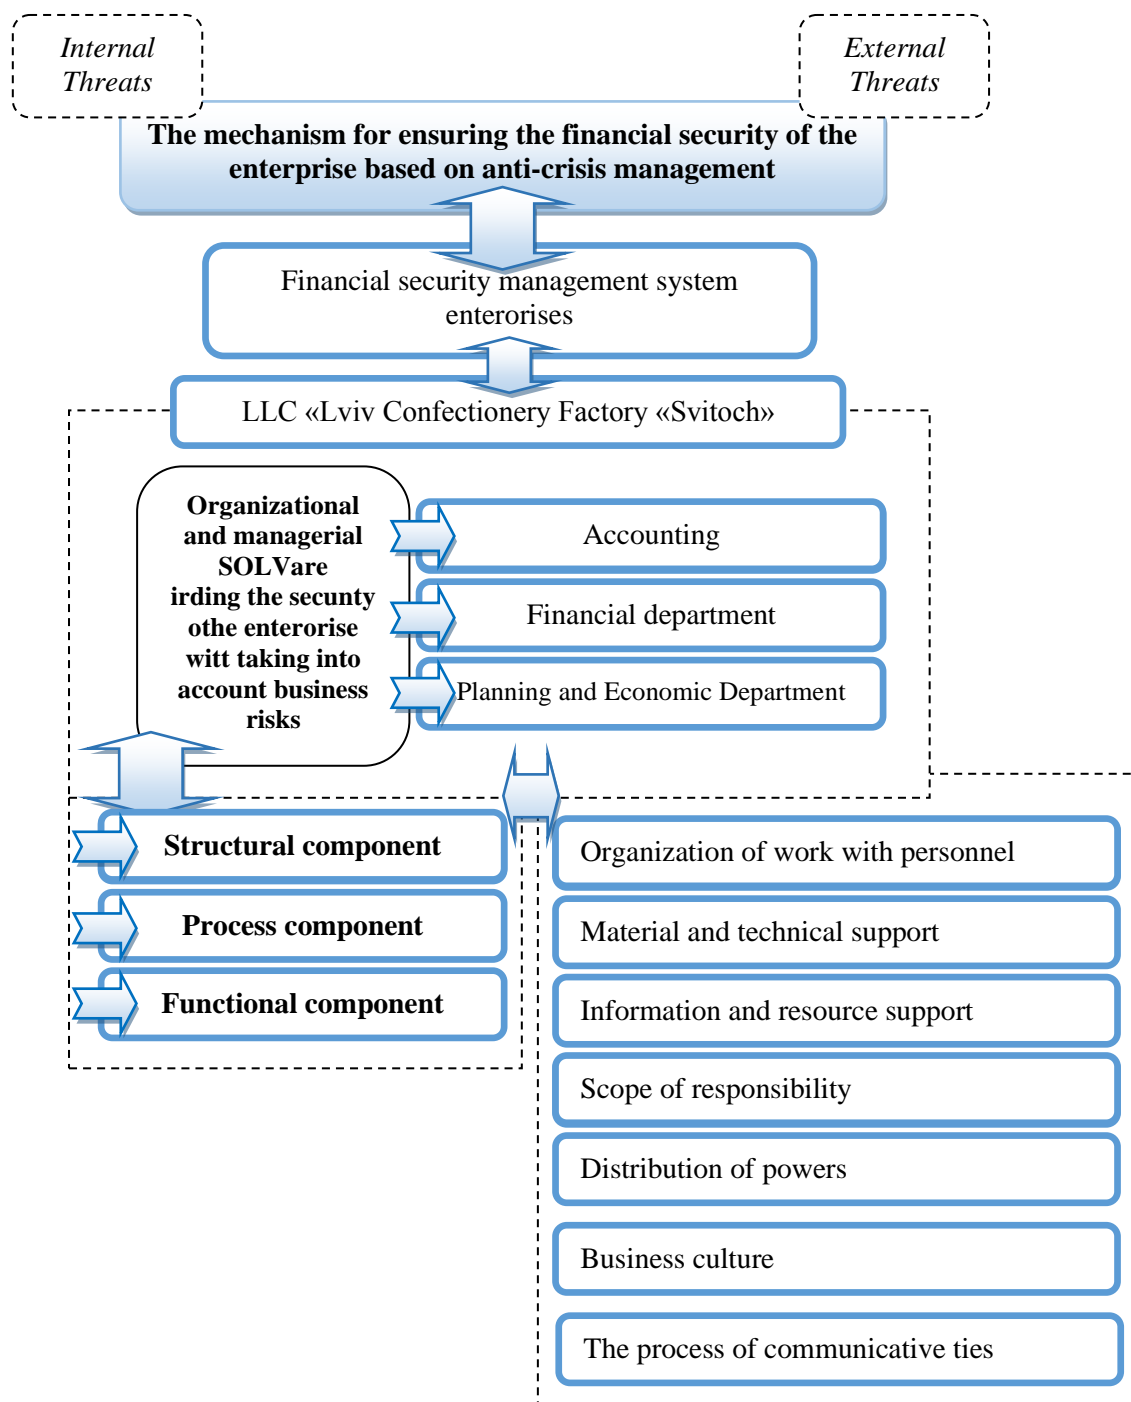 Internal
Threats
External
Threats
The mechanism for ensuring the financial security of the
enterprise based on anti-crisis management
Financial security management system
enterorises
LLC «Lviv Confectionery Factory «Svitoch»
Organizational
and managerial
SOLVare
irding the secunty
othe enterorise
witt taking into
account business
risks
Accounting
Financial department
Planning and Economic Department
Structural component
Process component
Functional component
Organization of work with personnel
Material and technical support
Information and resource support
Scope of responsibility
Distribution of powers
Business culture
The process of communicative ties